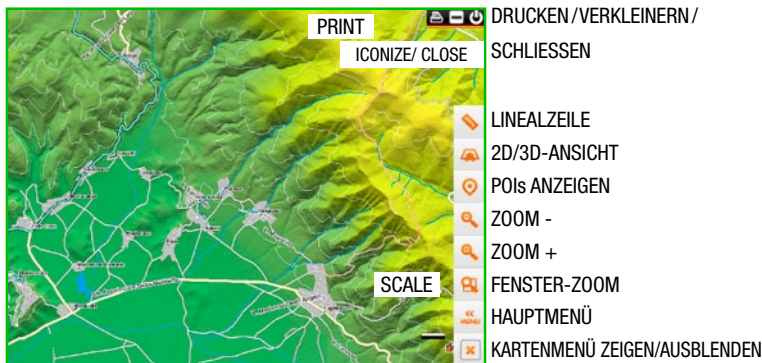 PRINT
DRUCKEN/VERKLEINERN/
ICONIZE/ CLOSE
SCHLIESSEN
LINEALZEILE
2D/3D-ANSICHT
POIs ANZEIGEN
ZOOM -
ZOOM +
SCALE
FENSTER-ZOOM
MENU
HAUPTMENÜ
KARTENMENÜ ZEIGEN/AUSBLENDEN